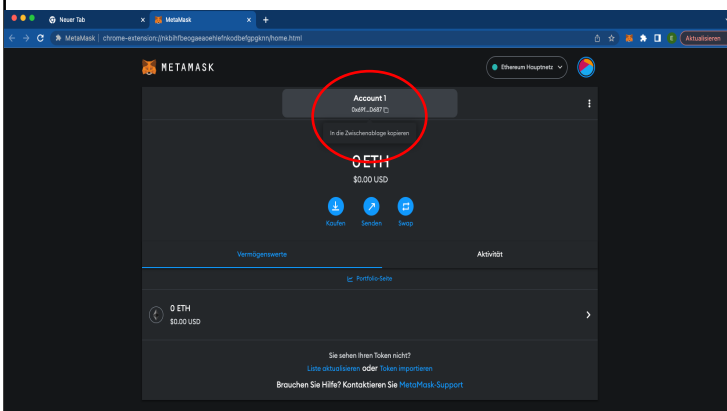 Neuer Tab
MetaMask
MetaMask
chrome-extension://nkbihfbeogaeaoehlefnkodbefgpgknn/home.html
Aktualisieren
METAMASK
Ethereum Hauptnetz
Account 1
In die Zwischenablage kopieren
0 ETH
$0.00 USD
Kaufen Senden Swap
Vermögenswerte Aktivität
Portfolio-Seite
0 ETH
$0.00 USD
Sie sehen Ihren Token nicht?
Liste aktualisieren oder Token importieren
Brauchen Sie Hilfe? Kontaktieren Sie MetaMask-Support